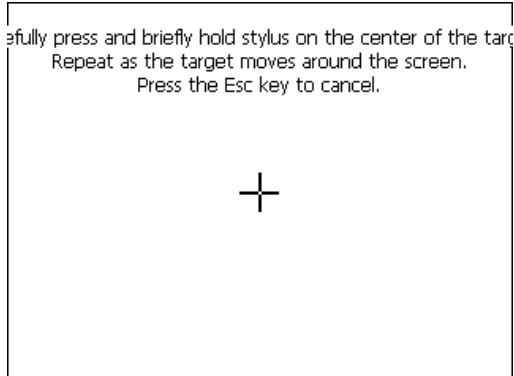 efully press and briefly hold stylus on the center of the targ
Repeat as the target moves around the screen.
Press the Esc key to cancel.